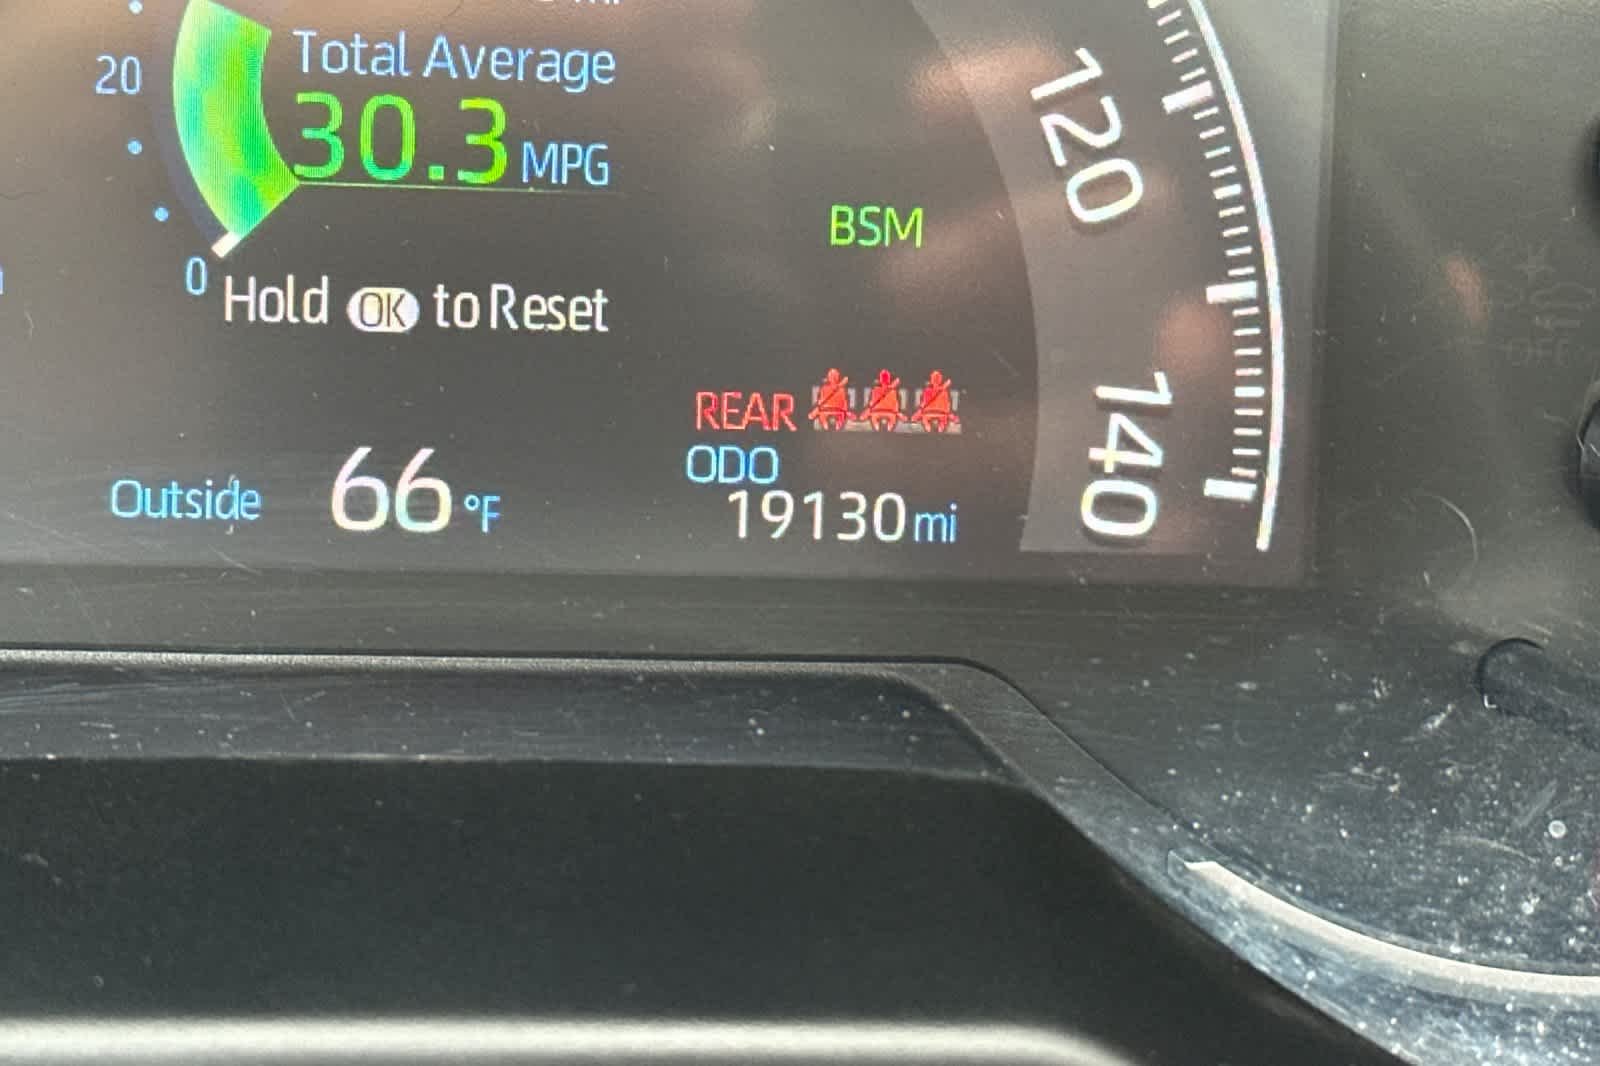 20
Total Average
30.3 MPG
120
BSM
0
Hold OK to Reset
REAR
140
ODO
Outside 66 °F
19130 mi
OFF